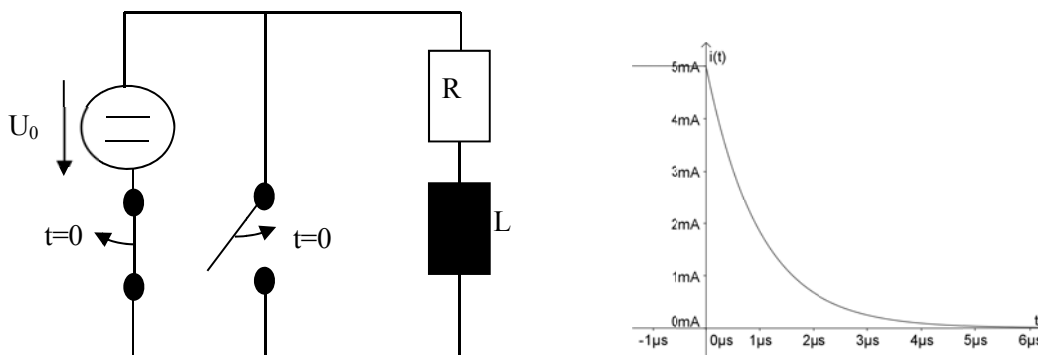 U₀
t=0
t=0
R
L
i(t)
5mA
4mA
3mA
2mA
1mA
0mA
-1µs 0µs 1µs 2µs 3µs 4µs 5µs 6µs
t